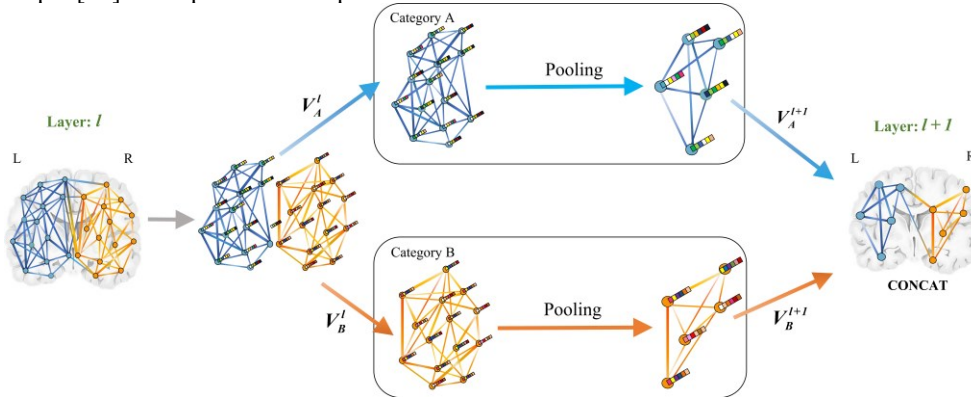 Category A
Pooling
V_A^l
V_A^{l+1}
Layer: l
L R
Layer: l+1
L R
CONCAT
Category B
Pooling
V_B^l
V_B^{l+1}